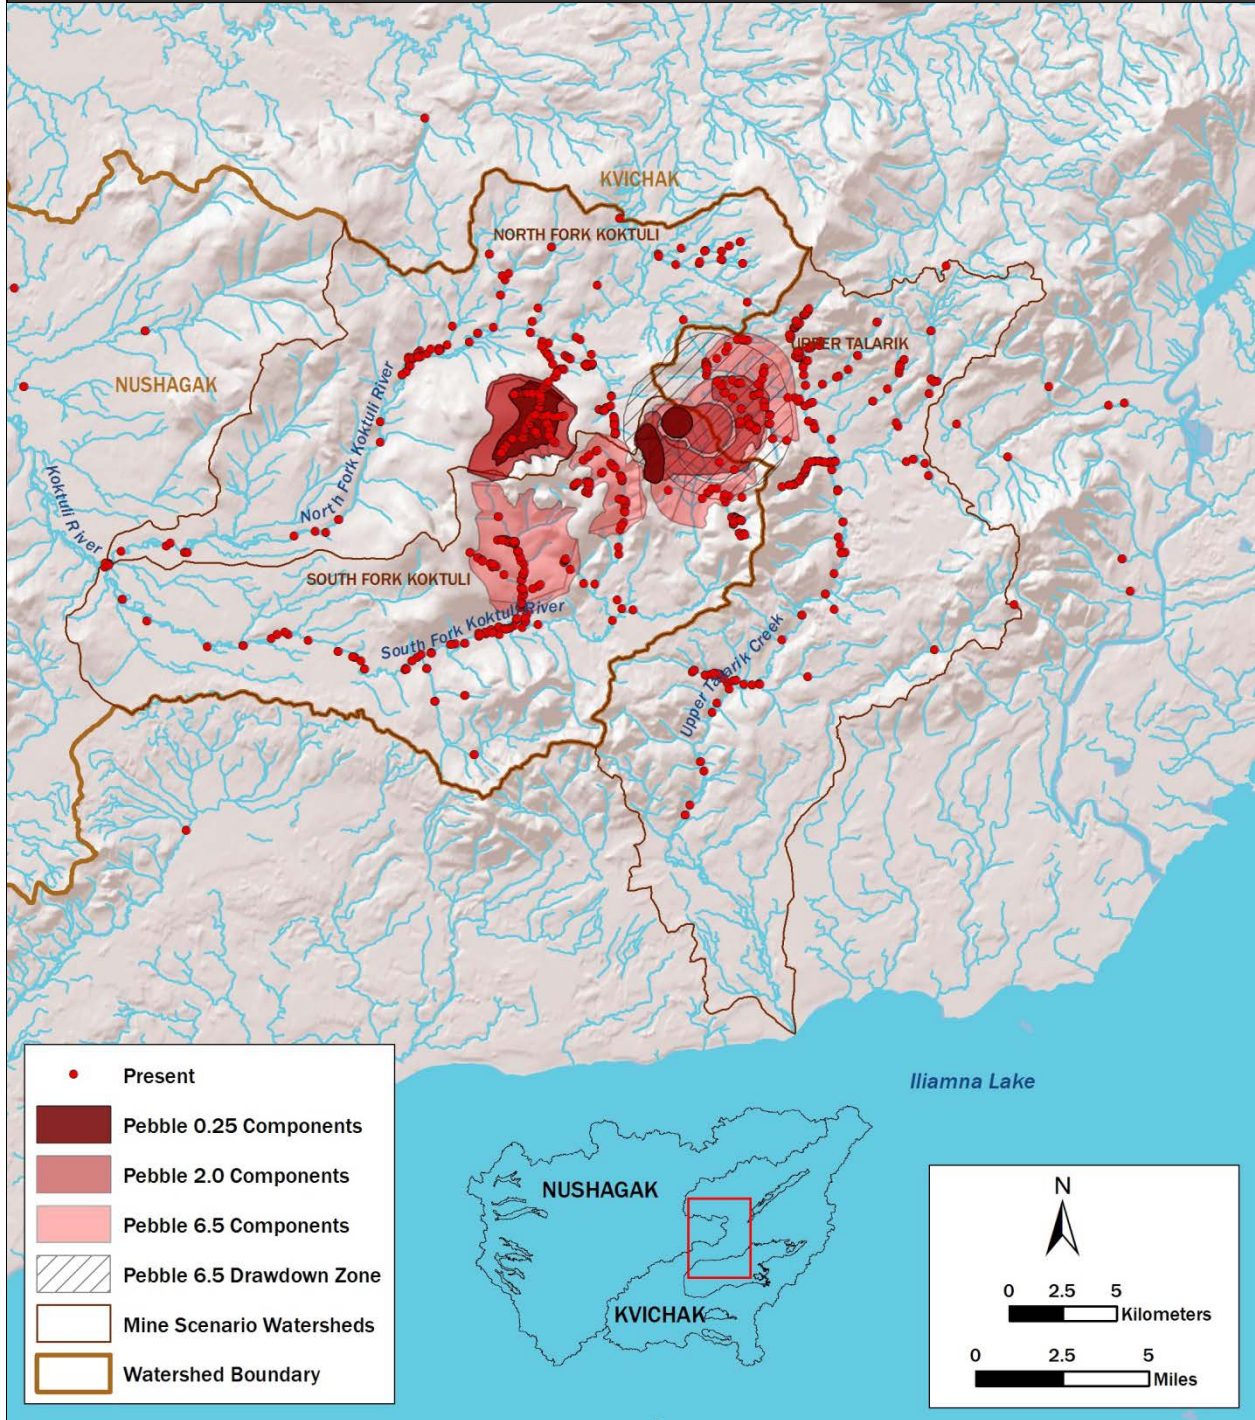 KVICHAK
NORTH FORK KOKTULI
UPPER TALARIK
NUSHAGAK
North Fork Koktuli River
Koktuli River
SOUTH FORK KOKTULI
South Fork Koktuli River
Upper Talarik Creek
Iliamna Lake
Present
Pebble 0.25 Components
Pebble 2.0 Components
Pebble 6.5 Components
Pebble 6.5 Drawdown Zone
Mine Scenario Watersheds
Watershed Boundary
NUSHAGAK
KVICHAK
N
0 2.5 5
Kilometers
0 2.5 5
Miles